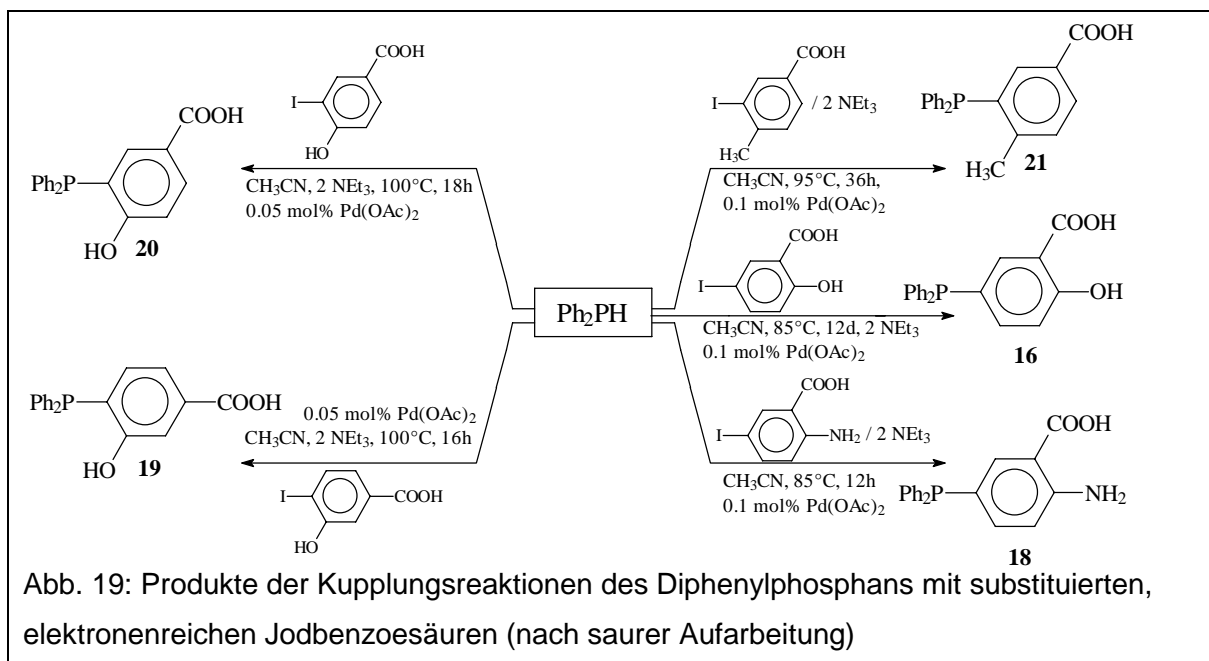 COOH
I
HO
CH₃CN, 2 NEt₃, 100°C, 18h
0.05 mol% Pd(OAc)₂
COOH
Ph₂P
HO
20
COOH
I
/ 2 NEt₃
H₃C
CH₃CN, 95°C, 36h,
0.1 mol% Pd(OAc)₂
COOH
Ph₂P
H₃C
21
Ph₂PH
COOH
I
OH
CH₃CN, 85°C, 12d, 2 NEt₃
0.1 mol% Pd(OAc)₂
COOH
Ph₂P
OH
16
Ph₂P
COOH
HO
19
0.05 mol% Pd(OAc)₂
CH₃CN, 2 NEt₃, 100°C, 16h
I
COOH
HO
COOH
I
NH₂ / 2 NEt₃
CH₃CN, 85°C, 12h
0.1 mol% Pd(OAc)₂
COOH
Ph₂P
NH₂
18
Abb. 19: Produkte der Kupplungsreaktionen des Diphenylphosphans mit substituierten,
elektronenreichen Jodbenzoesäuren (nach saurer Aufarbeitung)